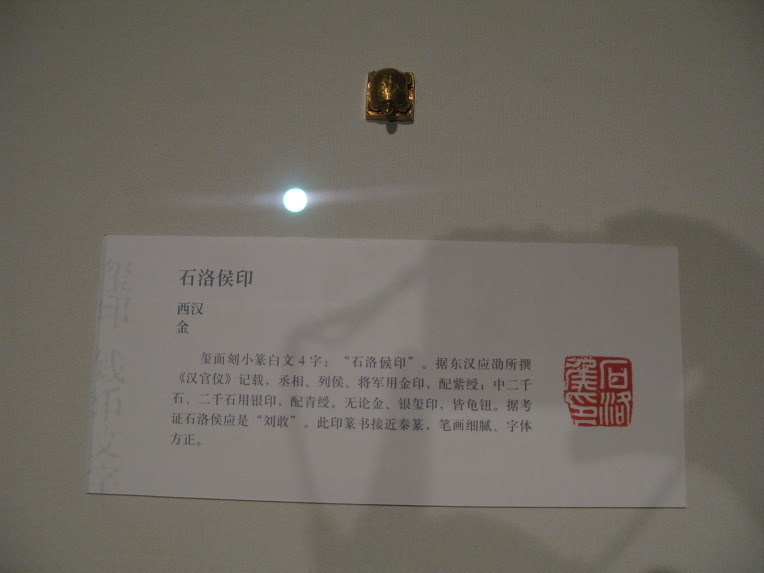 石洛侯印
西汉
金
玺面刻小篆白文4字：“石洛候印”。据东汉应劭所撰
《汉官仪》记载，丞相、列侯、将军用金印，配紫绶；中二千
石、二千石用银印，配青绶。无论金、银玺印，皆龟钮。据考
证石洛侯应是“刘敢”。此印篆书接近秦篆，笔画细腻、字体
方正。
石洛
侯印